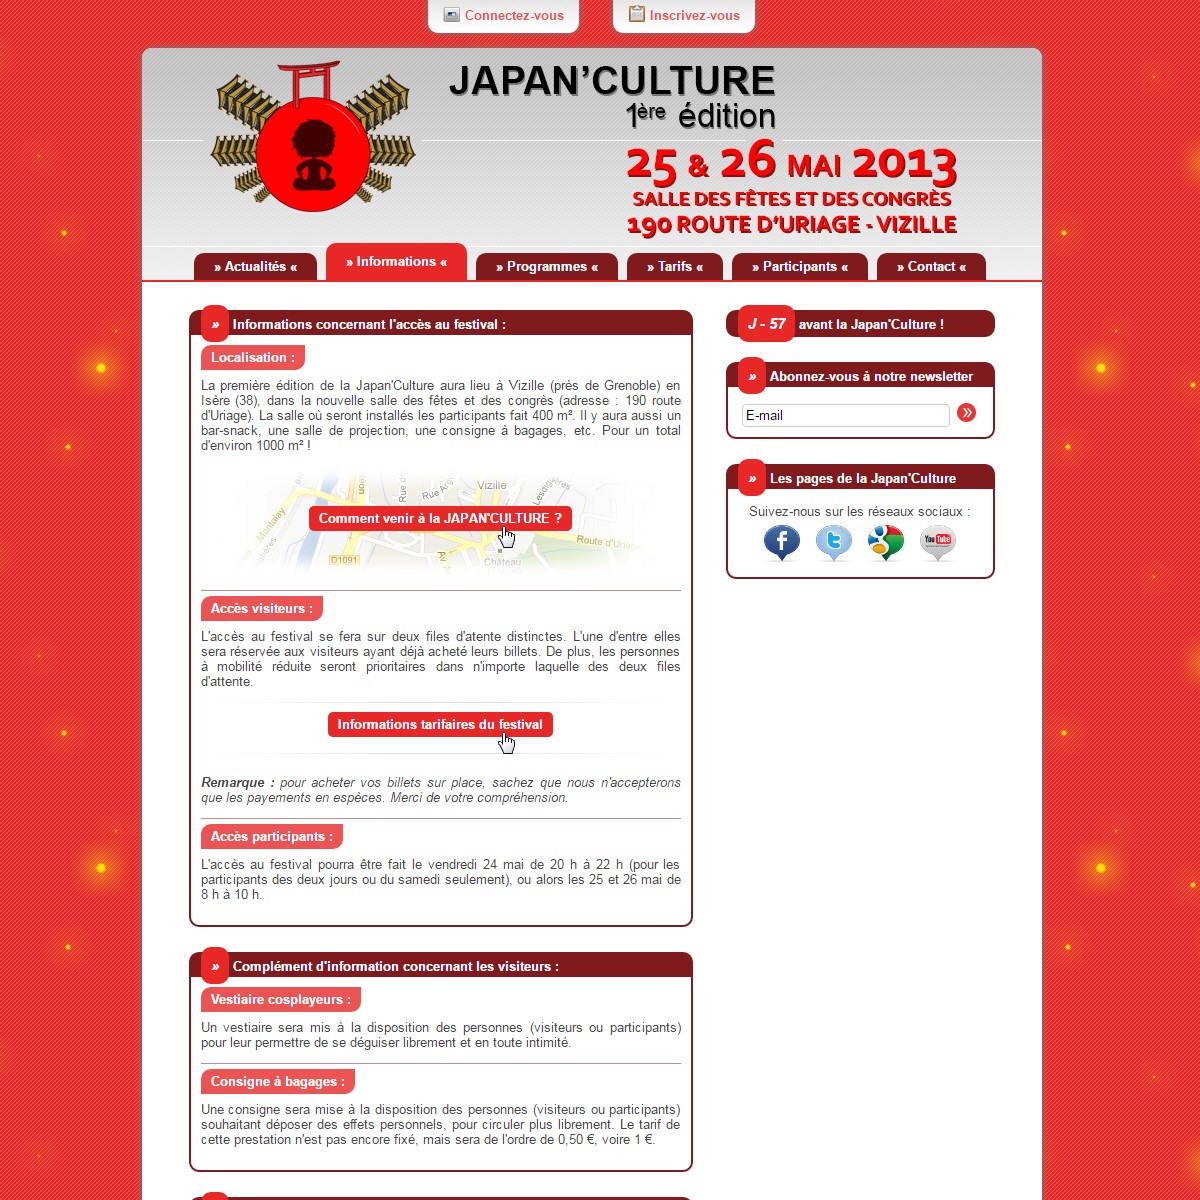 Connectez-vous
Inscrivez-vous
JAPAN'CULTURE
1ère édition
25 & 26 MAI 2013
SALLE DES FÊTES ET DES CONGRÈS
190 ROUTE D'URIAGE - VIZILLE
» Actualités «
» Informations «
» Programmes «
» Tarifs «
» Participants «
» Contact «
» Informations concernant l'accès au festival :
Localisation :
La première édition de la Japan'Culture aura lieu à Vizille (près de Grenoble) en
Isère (38), dans la nouvelle salle des fêtes et des congrès (adresse : 190 route
d'Uriage). La salle où seront installés les participants fait 400 m². Il y aura aussi un
bar-snack, une salle de projection, une consigne à bagages, etc. Pour un total
d'environ 1000 m² !
Vizille
Rue de
Rue Arg
Lesdiguières
Montalay
Comment venir à la JAPAN'CULTURE ?
Route d'Uriage
D1091
Château
Accès visiteurs :
L'accès au festival se fera sur deux files d'atente distinctes. L'une d'entre elles
sera réservée aux visiteurs ayant déjà acheté leurs billets. De plus, les personnes
à mobilité réduite seront prioritaires dans n'importe laquelle des deux files
d'attente.
Informations tarifaires du festival
Remarque : pour acheter vos billets sur place, sachez que nous n'accepterons
que les payements en espèces. Merci de votre compréhension.
Accès participants :
L'accès au festival pourra être fait le vendredi 24 mai de 20 h à 22 h (pour les
participants des deux jours ou du samedi seulement), ou alors les 25 et 26 mai de
8 h à 10 h.
» Complément d'information concernant les visiteurs :
Vestiaire cosplayeurs :
Un vestiaire sera mis à la disposition des personnes (visiteurs ou participants)
pour leur permettre de se déguiser librement et en toute intimité.
Consigne à bagages :
Une consigne sera mise à la disposition des personnes (visiteurs ou participants)
souhaitant déposer des effets personnels, pour circuler plus librement. Le tarif de
cette prestation n'est pas encore fixé, mais sera de l'ordre de 0,50 €, voire 1 €.
J - 57 avant la Japan'Culture !
» Abonnez-vous à notre newsletter
E-mail »
» Les pages de la Japan'Culture
Suivez-nous sur les réseaux sociaux :
f
t
You Tube